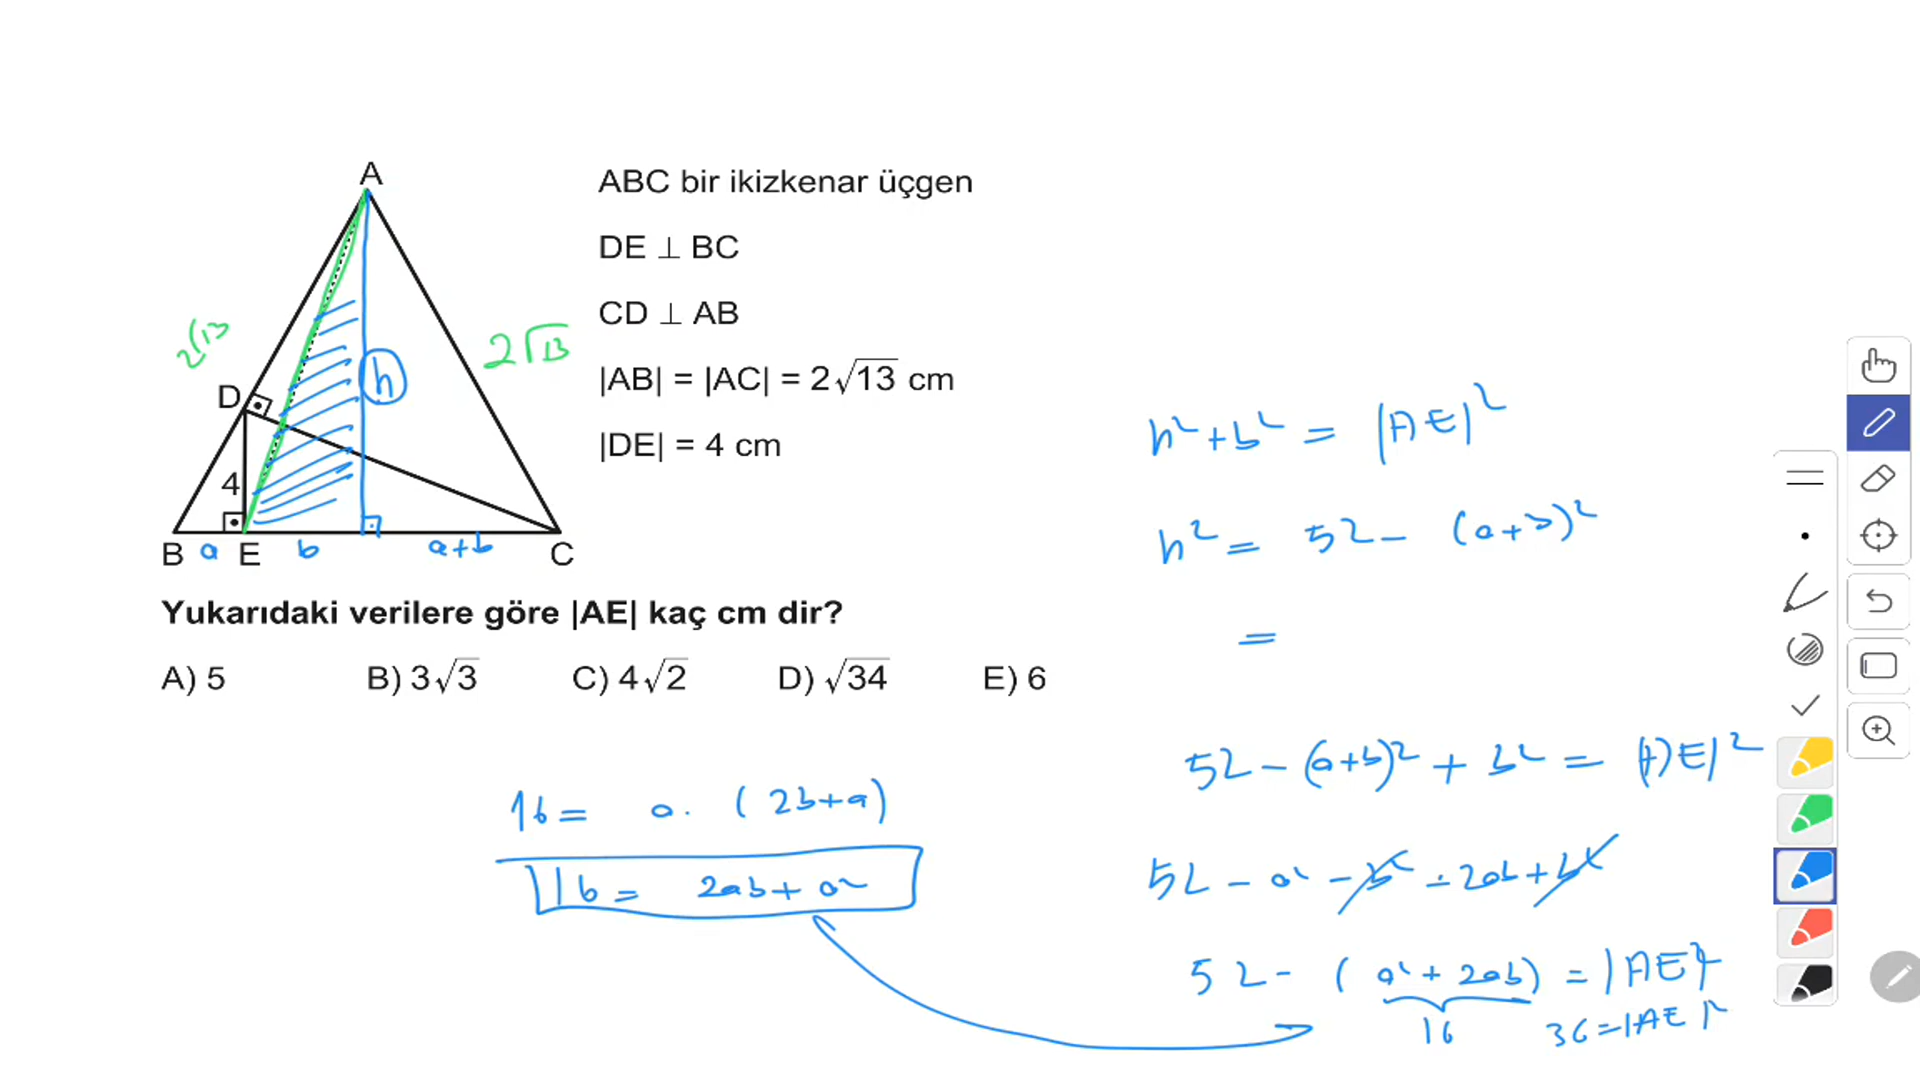 A
ABC bir ikizkenar üçgen
DE ⊥ BC
CD ⊥ AB
2√13
2√13
|AB| = |AC| = 2√13 cm
h
D
|DE| = 4 cm
4
B a E b a+b C
Yukarıdaki verilere göre |AE| kaç cm dir?
A) 5 B) 3√3 C) 4√2 D) √34 E) 6
h² + b² = |AE|²
h² = 52 - (a+b)²
=
52 - (a+b)² + b² = |AE|²
16 = a. (2b+a)
16 = 2ab + a²
52 - a² - b² - 2ab + b²
52 - (a² + 2ab) = |AE|²
16
36 = |AE|²